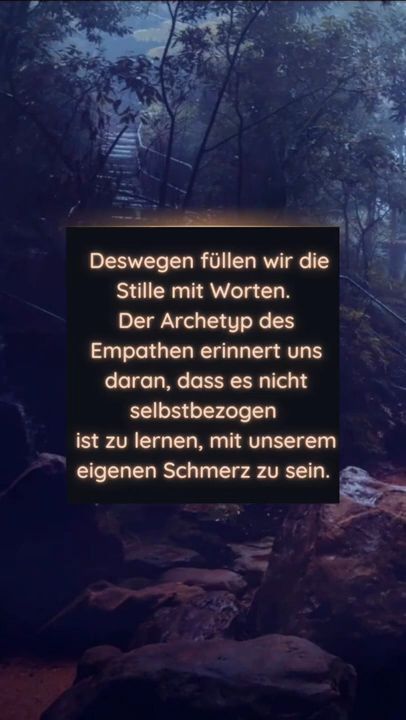 Deswegen füllen wir die
Stille mit Worten.
Der Archetyp des
Empathen erinnert uns
daran, dass es nicht
selbstbezogen
ist zu lernen, mit unserem
eigenen Schmerz zu sein.